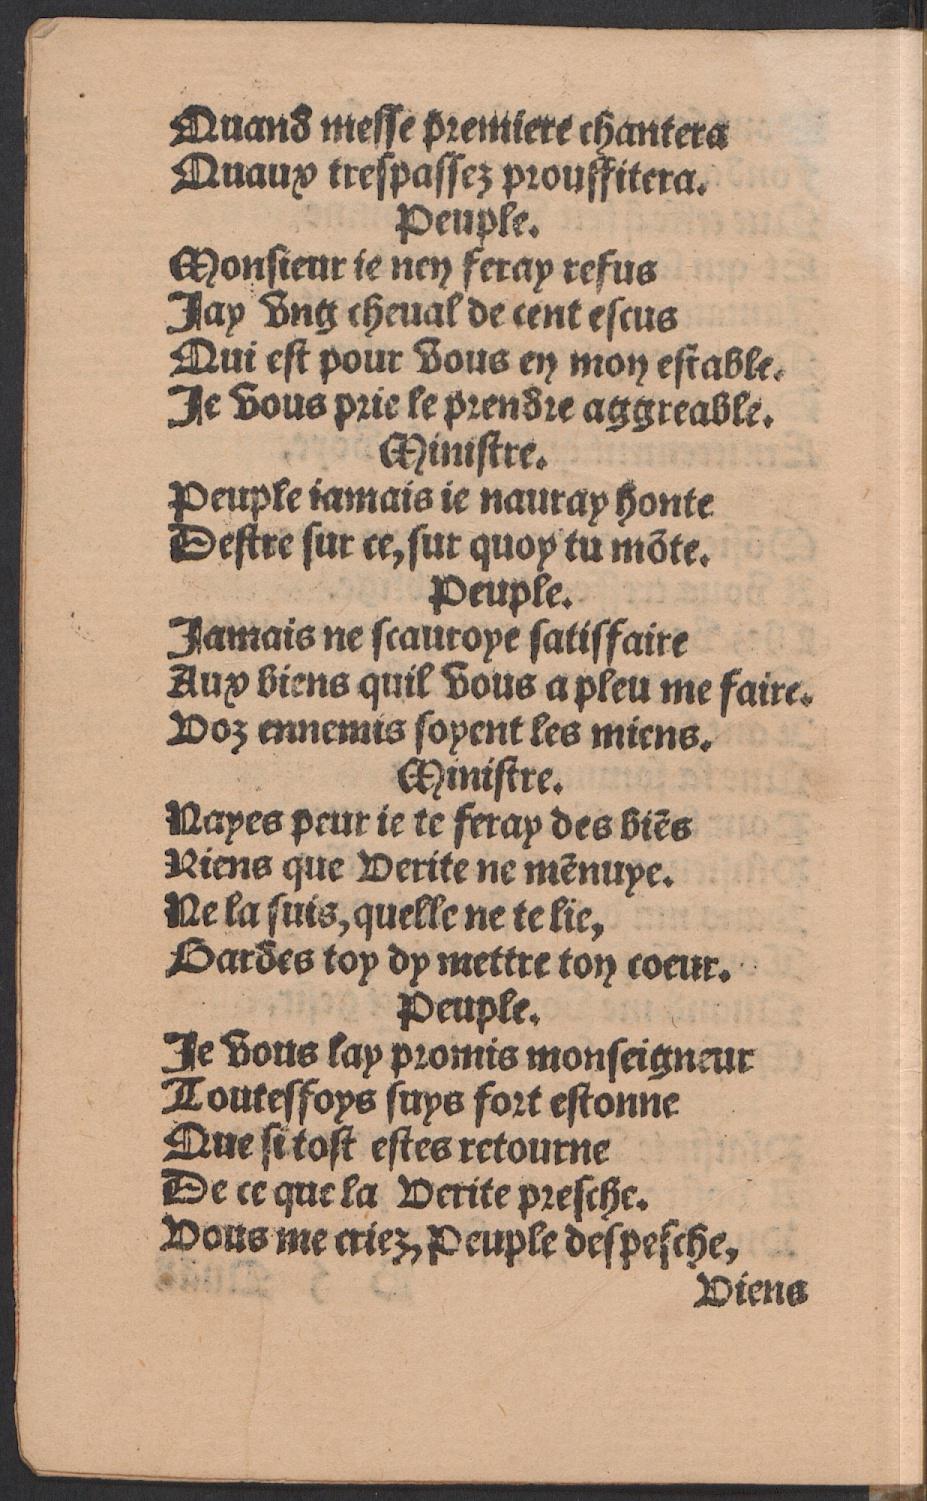 Quand messe premiere chantera
Quaux trespassez prouffitera.
Peuple.
Monsieur ie nen feray refus
Jay vng cheual de cent escus
Qui est pour vous en mon estable.
Je vous prie le prendre aggreable.
Ministre.
Peuple iamais ie nauray honte
Destre sur ce, sur quoy tu mōte.
Peuple.
Jamais ne scauroye satisfaire
Aux biens quil vous a pleu me faire.
Voz ennemis soyent les miens.
Ministre.
Nayes peur ie te feray des biēs
Riens que Verite ne mēnuye.
Ne la suis, quelle ne te lie,
Gardes toy dy mettre ton coeur.
Peuple.
Je vous lay promis monseigneur
Toutesfoys suys fort estonne
Que si tost estes retourne
De ce que la Verite presche.
Vous me criez, Peuple despesche,
Viens